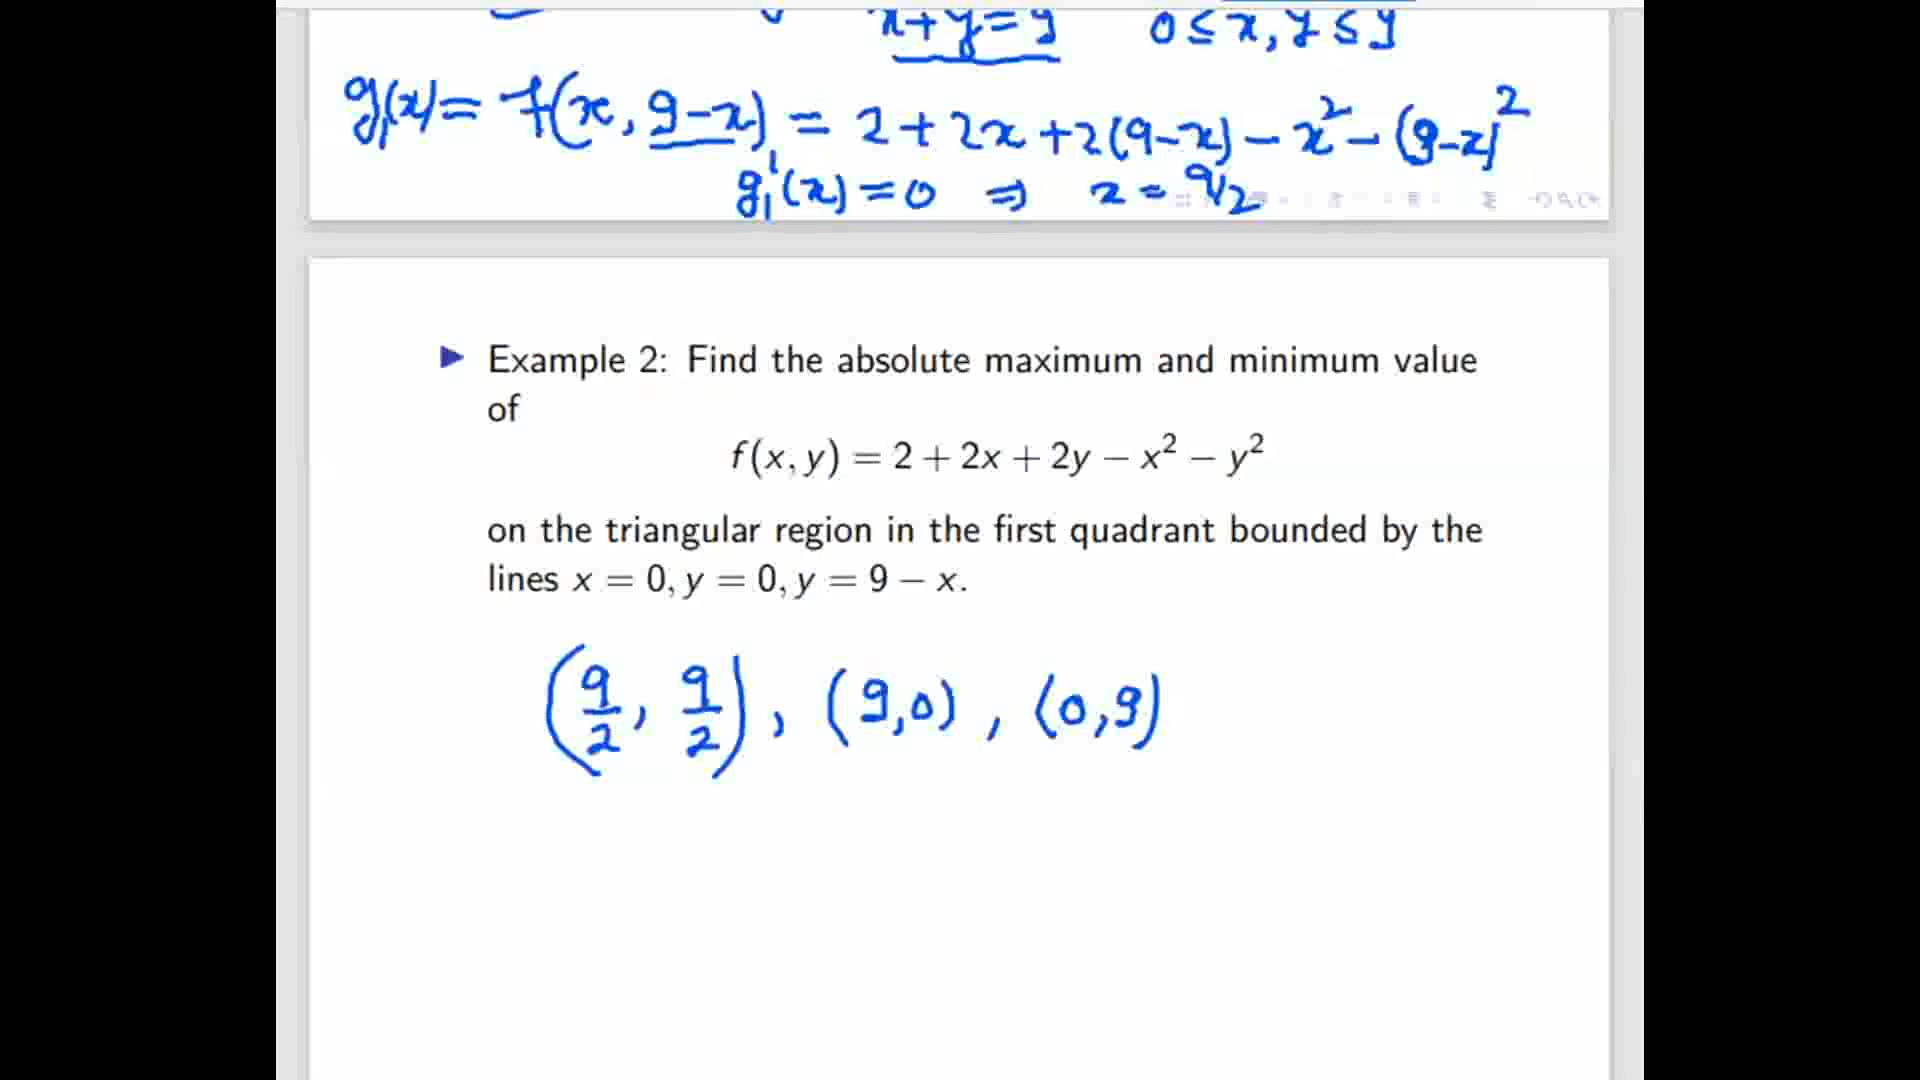 x+y=9 0≤x,y≤9
g₁(x) = f(x, 9-x) = 2 + 2x + 2(9-x) - x² - (9-x)²
g₁'(x) = 0 ⇒ x = 9/2
▶ Example 2: Find the absolute maximum and minimum value
of
f(x, y) = 2 + 2x + 2y − x² − y²
on the triangular region in the first quadrant bounded by the
lines x = 0, y = 0, y = 9 − x.
(9/2, 9/2), (9,0), (0,9)